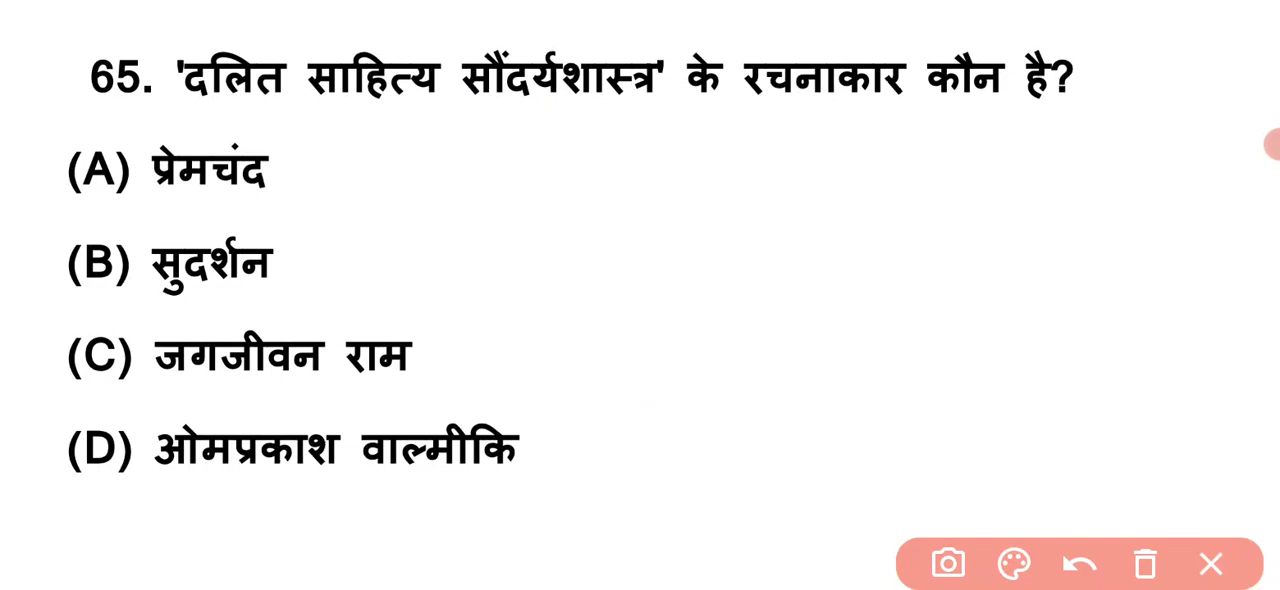 65. 'दलित साहित्य सौंदर्यशास्त्र' के रचनाकार कौन है?
(A) प्रेमचंद
(B) सुदर्शन
(C) जगजीवन राम
(D) ओमप्रकाश वाल्मीकि